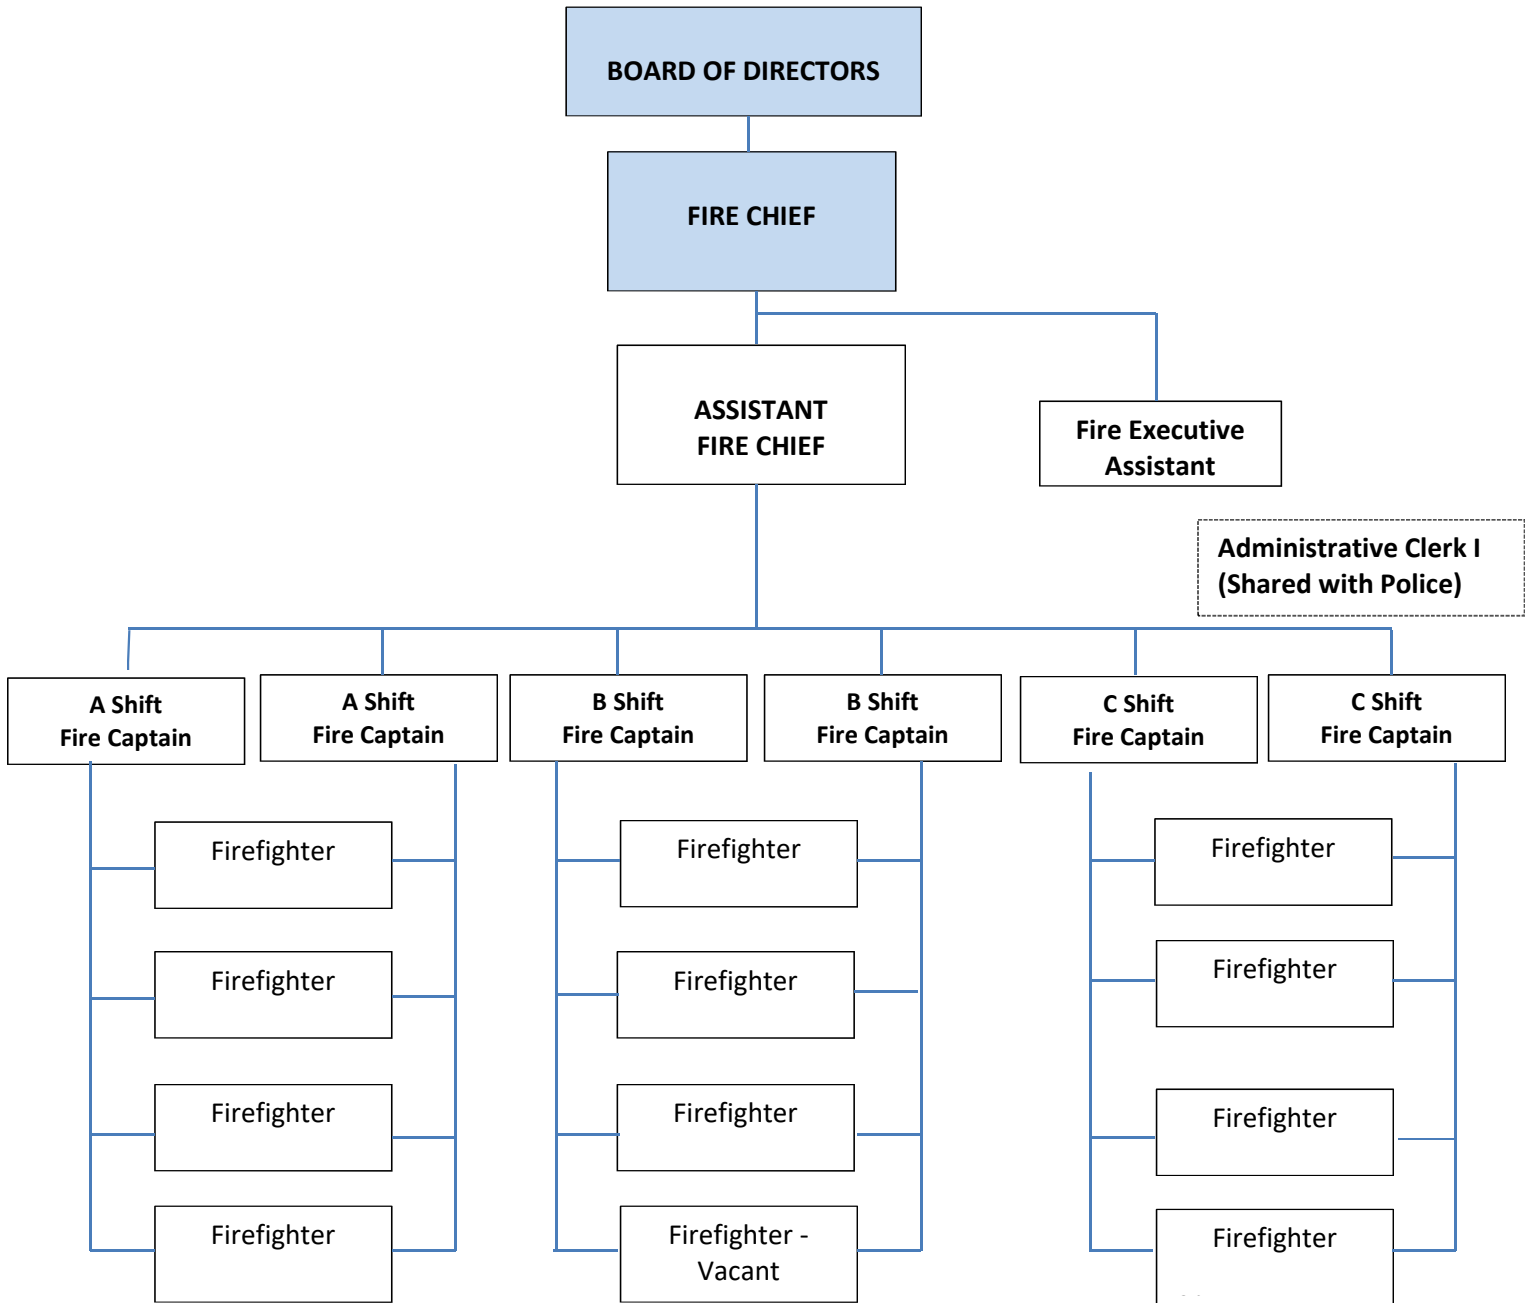 BOARD OF DIRECTORS
FIRE CHIEF
ASSISTANT
FIRE CHIEF
Fire Executive
Assistant
Administrative Clerk I
(Shared with Police)
A Shift
Fire Captain
A Shift
Fire Captain
B Shift
Fire Captain
B Shift
Fire Captain
C Shift
Fire Captain
C Shift
Fire Captain
Firefighter
Firefighter
Firefighter
Firefighter
Firefighter
Firefighter
Firefighter
Firefighter -
Vacant
Firefighter
Firefighter
Firefighter
Firefighter